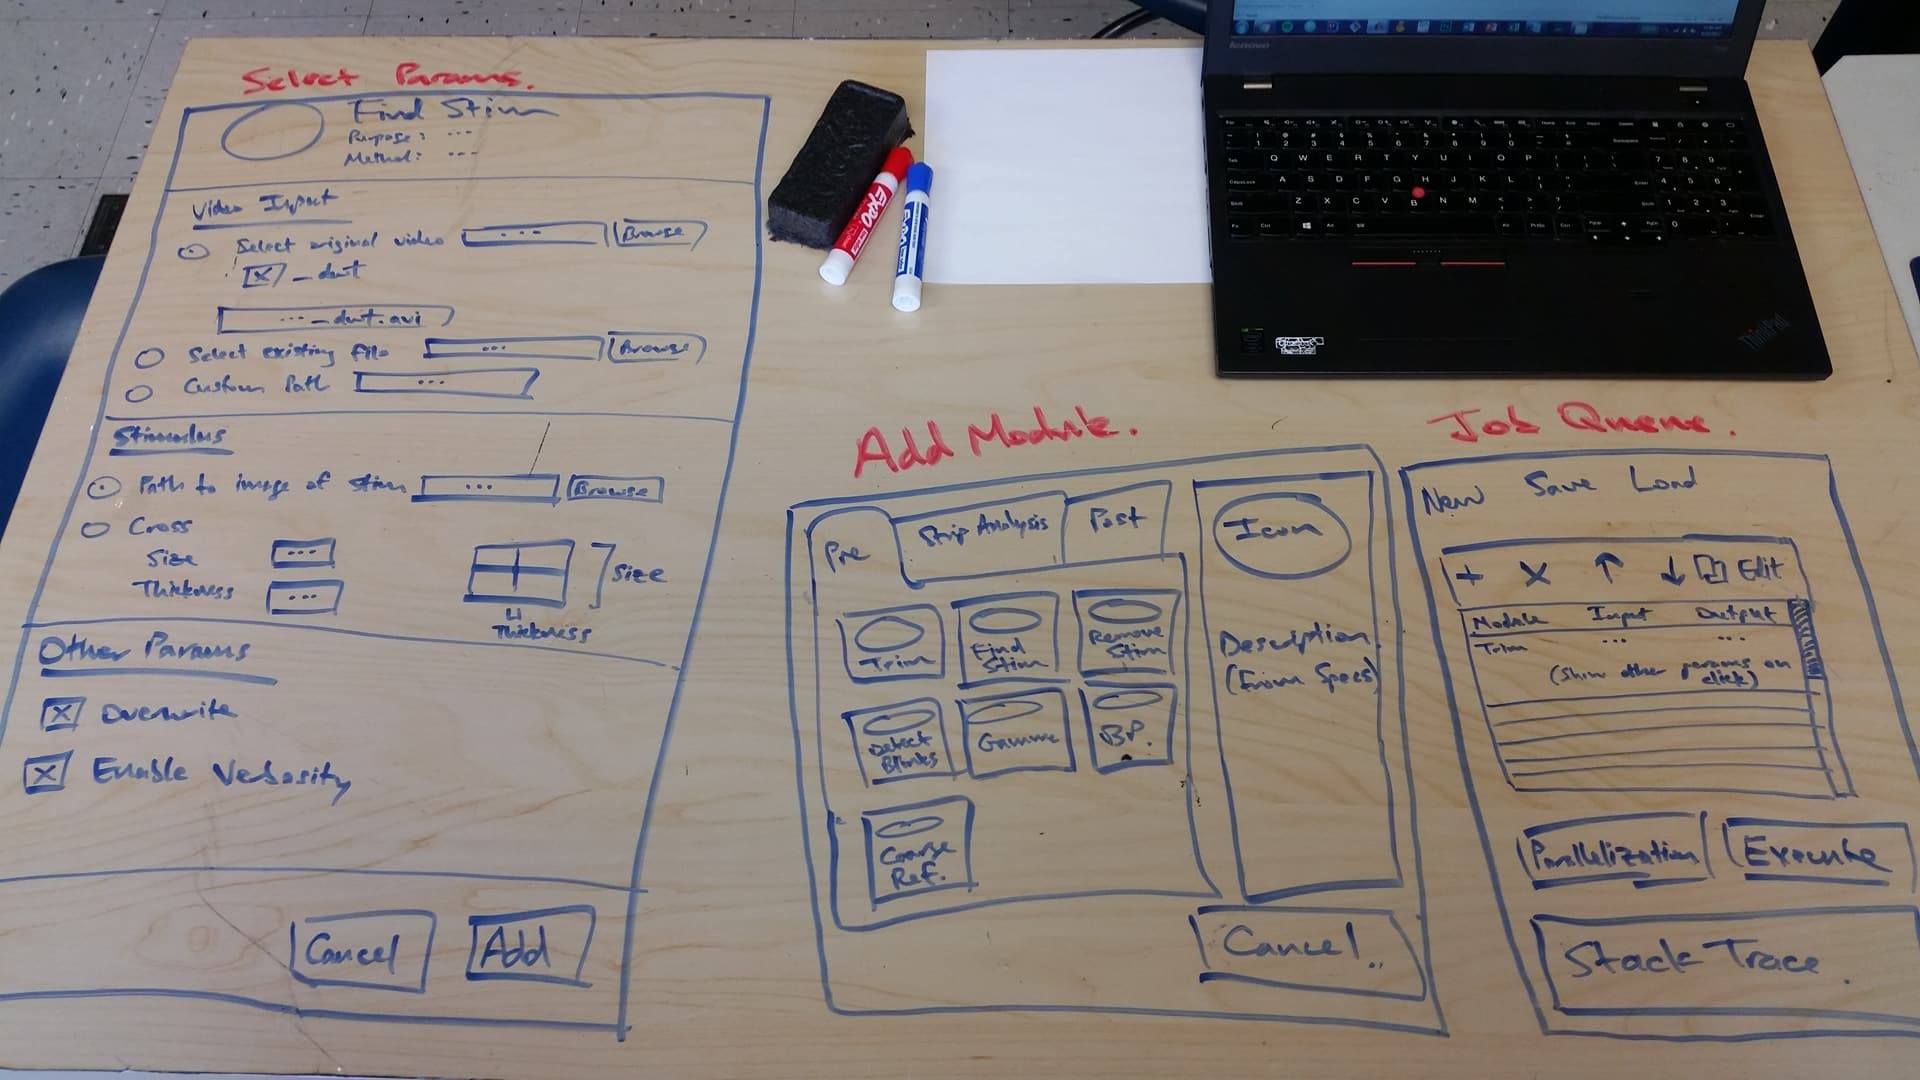 Select Params.
Find Stim
Purpose: ...
Method: ---
Video Input
Select original video ... Browse
_dwt
..._dwt.avi
Select existing file ... Browse
Custom Path ...
Stimulus
Path to image of stim ... Browse
Cross
Size ...
Thickness ...
Size
Thickness
Other Params
Overwrite
Enable Verbosity
Cancel Add
Add Module.
Pre Strip Analysis Post
Trim Find Stim Remove Stim
Detect Blinks Gamma BP.
Coarse Ref.
Icon
Description
(From Specs)
Cancel..
Job Queue.
New Save Load
+ X ↑ ↓ Edit
Module Input Output
Trim ... ...
(Show other params on click)
Parallelization Execute
Stack Trace.
EXPO
EXPO
lenovo
ThinkPad